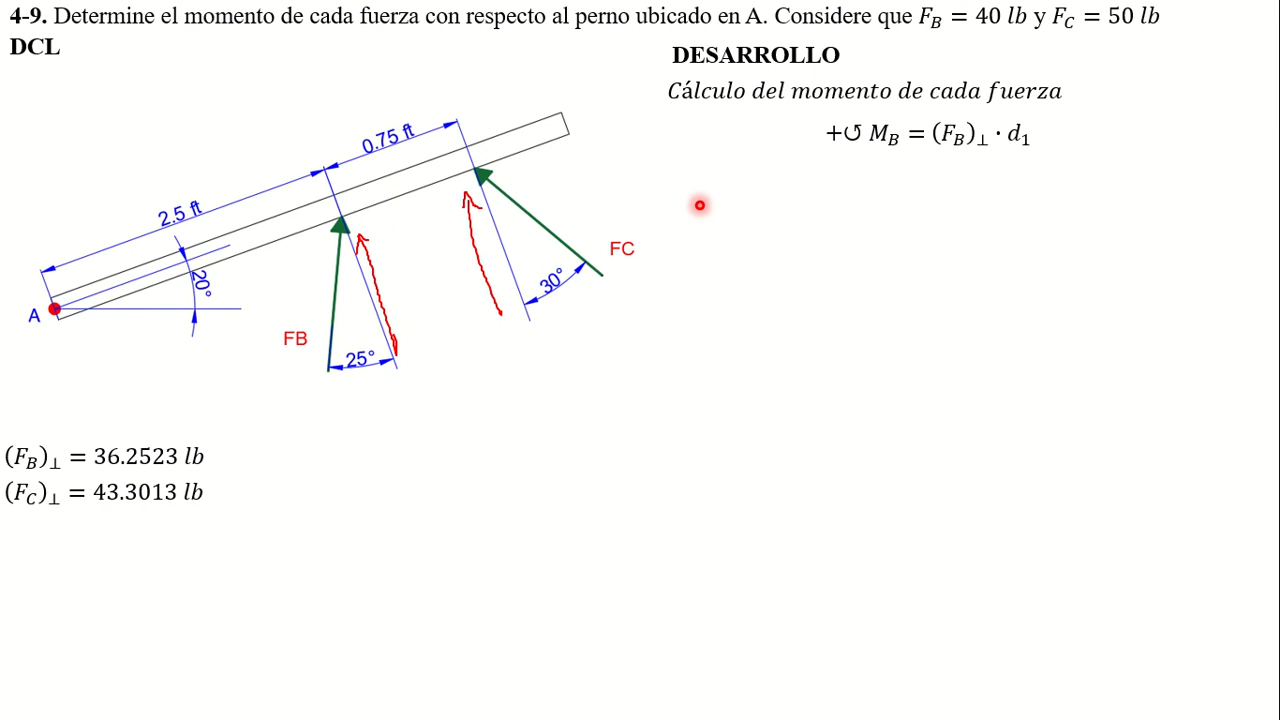 4-9. Determine el momento de cada fuerza con respecto al perno ubicado en A. Considere que F_B = 40 lb y F_C = 50 lb
DCL
DESARROLLO
Cálculo del momento de cada fuerza
+↺ M_B = (F_B)_⊥ · d_1
0.75 ft
2.5 ft
20°
A
FB
25°
30°
FC
(F_B)_⊥ = 36.2523 lb
(F_C)_⊥ = 43.3013 lb